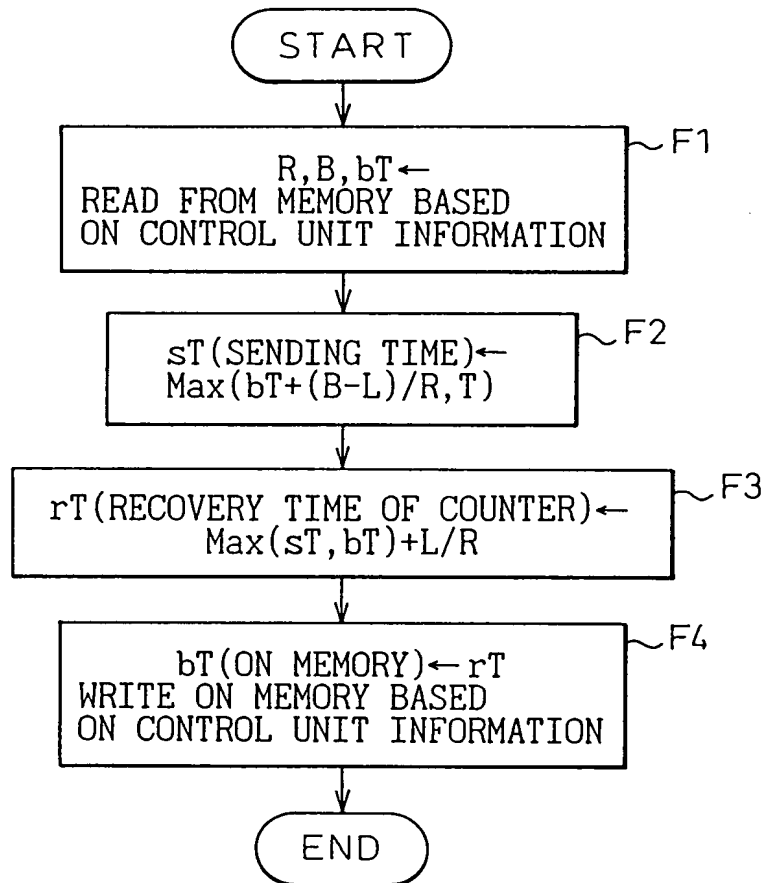 START
F1
R,B,bT←
READ FROM MEMORY BASED
ON CONTROL UNIT INFORMATION
F2
sT(SENDING TIME)←
Max(bT+(B-L)/R,T)
F3
rT(RECOVERY TIME OF COUNTER)←
Max(sT,bT)+L/R
F4
bT(ON MEMORY)←rT
WRITE ON MEMORY BASED
ON CONTROL UNIT INFORMATION
END